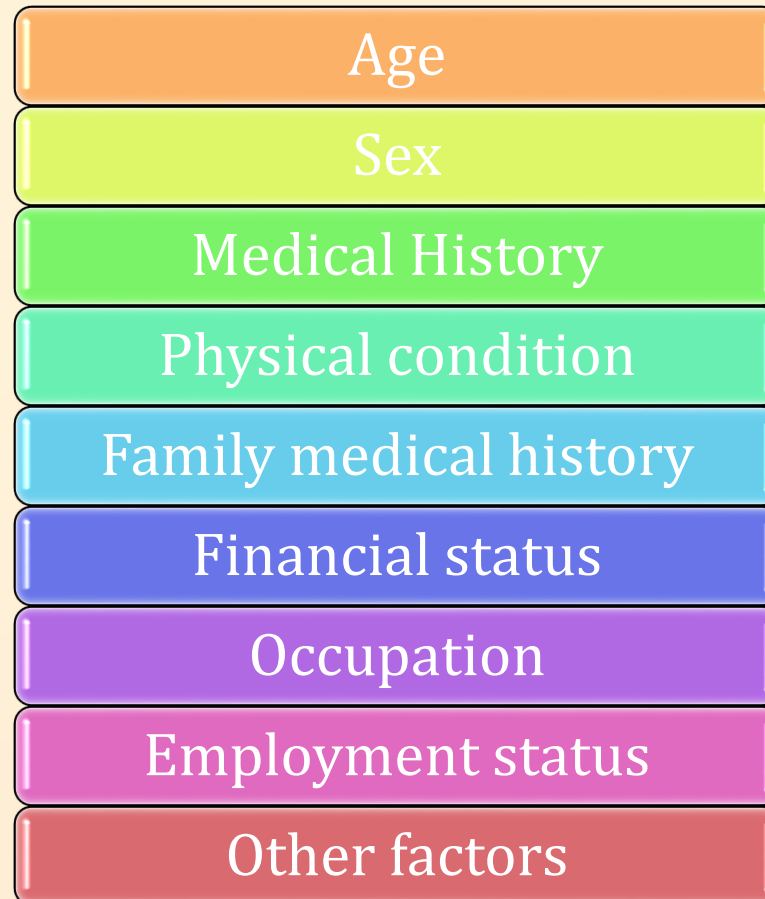 Age
Sex
Medical History
Physical condition
Family medical history
Financial status
Occupation
Employment status
Other factors